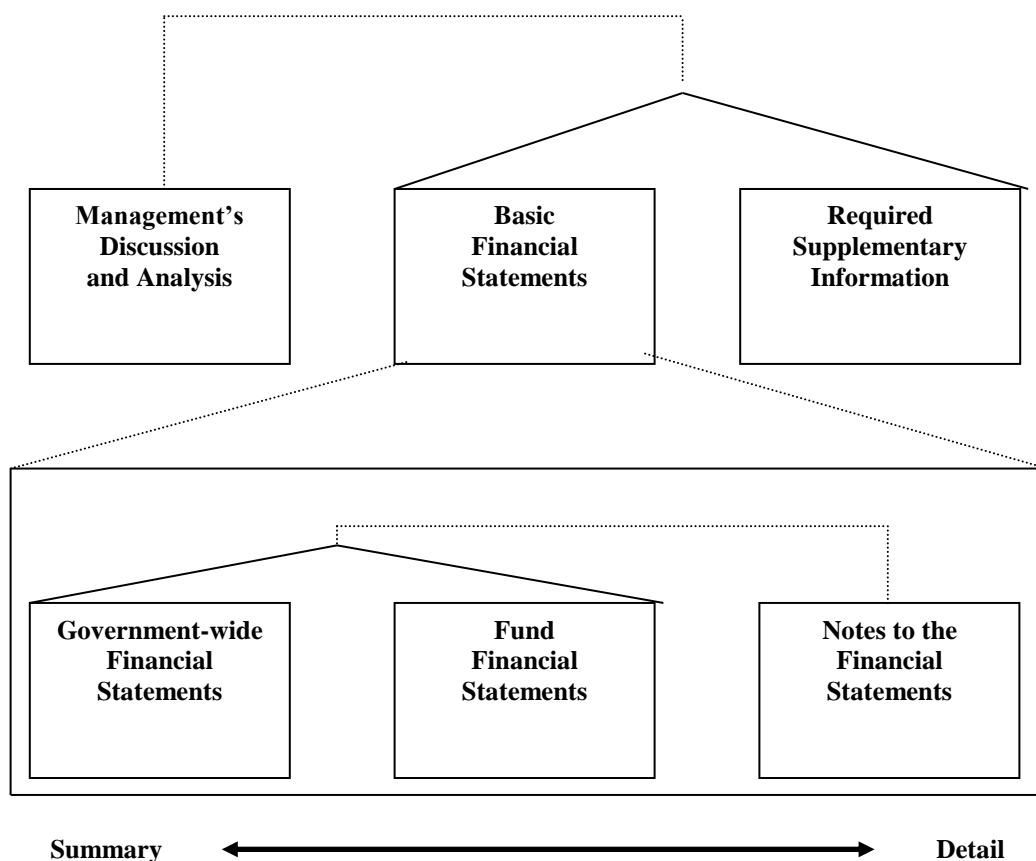 Management’s
Discussion
and Analysis
Basic
Financial
Statements
Required
Supplementary
Information
Government-wide
Financial
Statements
Fund
Financial
Statements
Notes to the
Financial
Statements
Summary
Detail